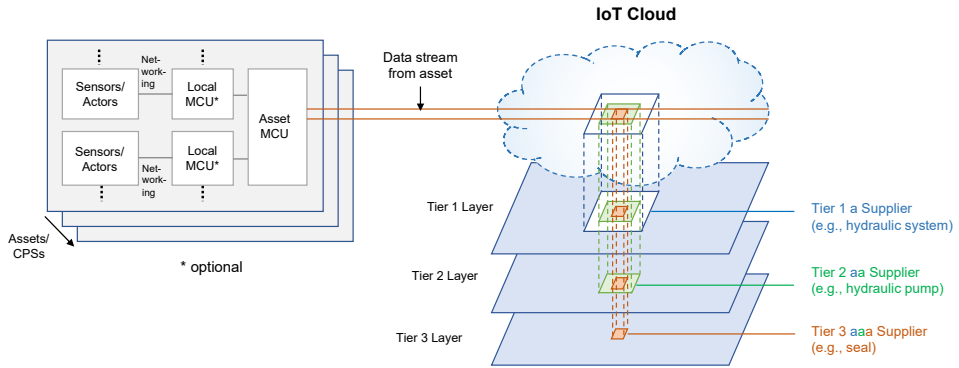 IoT Cloud
Data stream
from asset
Net-
work-
ing
Sensors/
Actors
Local
MCU*
Asset
MCU
Sensors/
Actors
Local
MCU*
Net-
work-
ing
Assets/
CPSs
* optional
Tier 1 Layer
Tier 1 a Supplier
(e.g., hydraulic system)
Tier 2 Layer
Tier 2 aa Supplier
(e.g., hydraulic pump)
Tier 3 Layer
Tier 3 aaa Supplier
(e.g., seal)